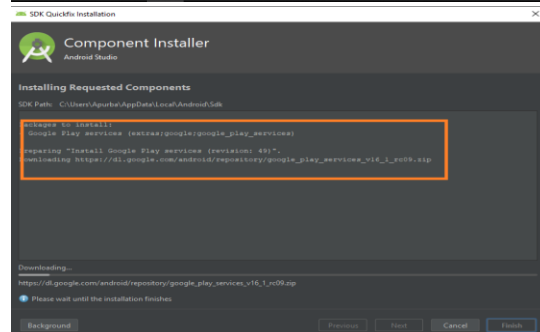 SDK Quickfix Installation
Component Installer
Android Studio
Installing Requested Components
SDK Path: C:\Users\Apurba\AppData\Local\Android\Sdk
Packages to install:
- Google Play services (extras;google;google_play_services)
Preparing "Install Google Play services (revision: 49)".
Downloading https://dl.google.com/android/repository/google_play_services_v16_1_rc09.zip
Downloading...
https://dl.google.com/android/repository/google_play_services_v16_1_rc09.zip
Please wait until the installation finishes
Background
Previous
Next
Cancel
Finish